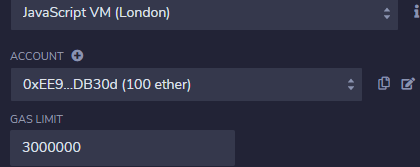 JavaScript VM (London)
ACCOUNT
0xEE9...DB30d (100 ether)
GAS LIMIT
3000000